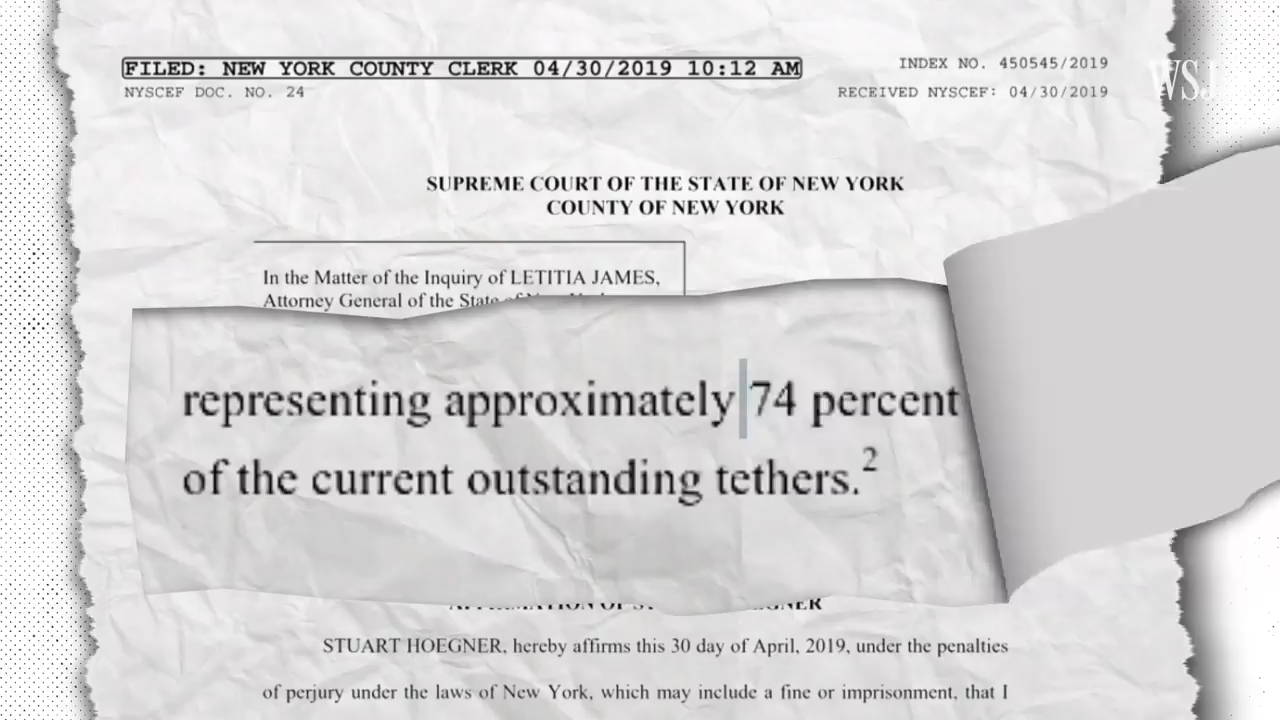 FILED: NEW YORK COUNTY CLERK 04/30/2019 10:12 AM
INDEX NO. 450545/2019
NYSCEF DOC. NO. 24
RECEIVED NYSCEF: 04/30/2019
WSJ
SUPREME COURT OF THE STATE OF NEW YORK
COUNTY OF NEW YORK
In the Matter of the Inquiry of LETITIA JAMES,
Attorney General of the State
representing approximately 74 percent
of the current outstanding tethers.2
STUART HOEGNER, hereby affirms this 30 day of April, 2019, under the penalties
of perjury under the laws of New York, which may include a fine or imprisonment, that I